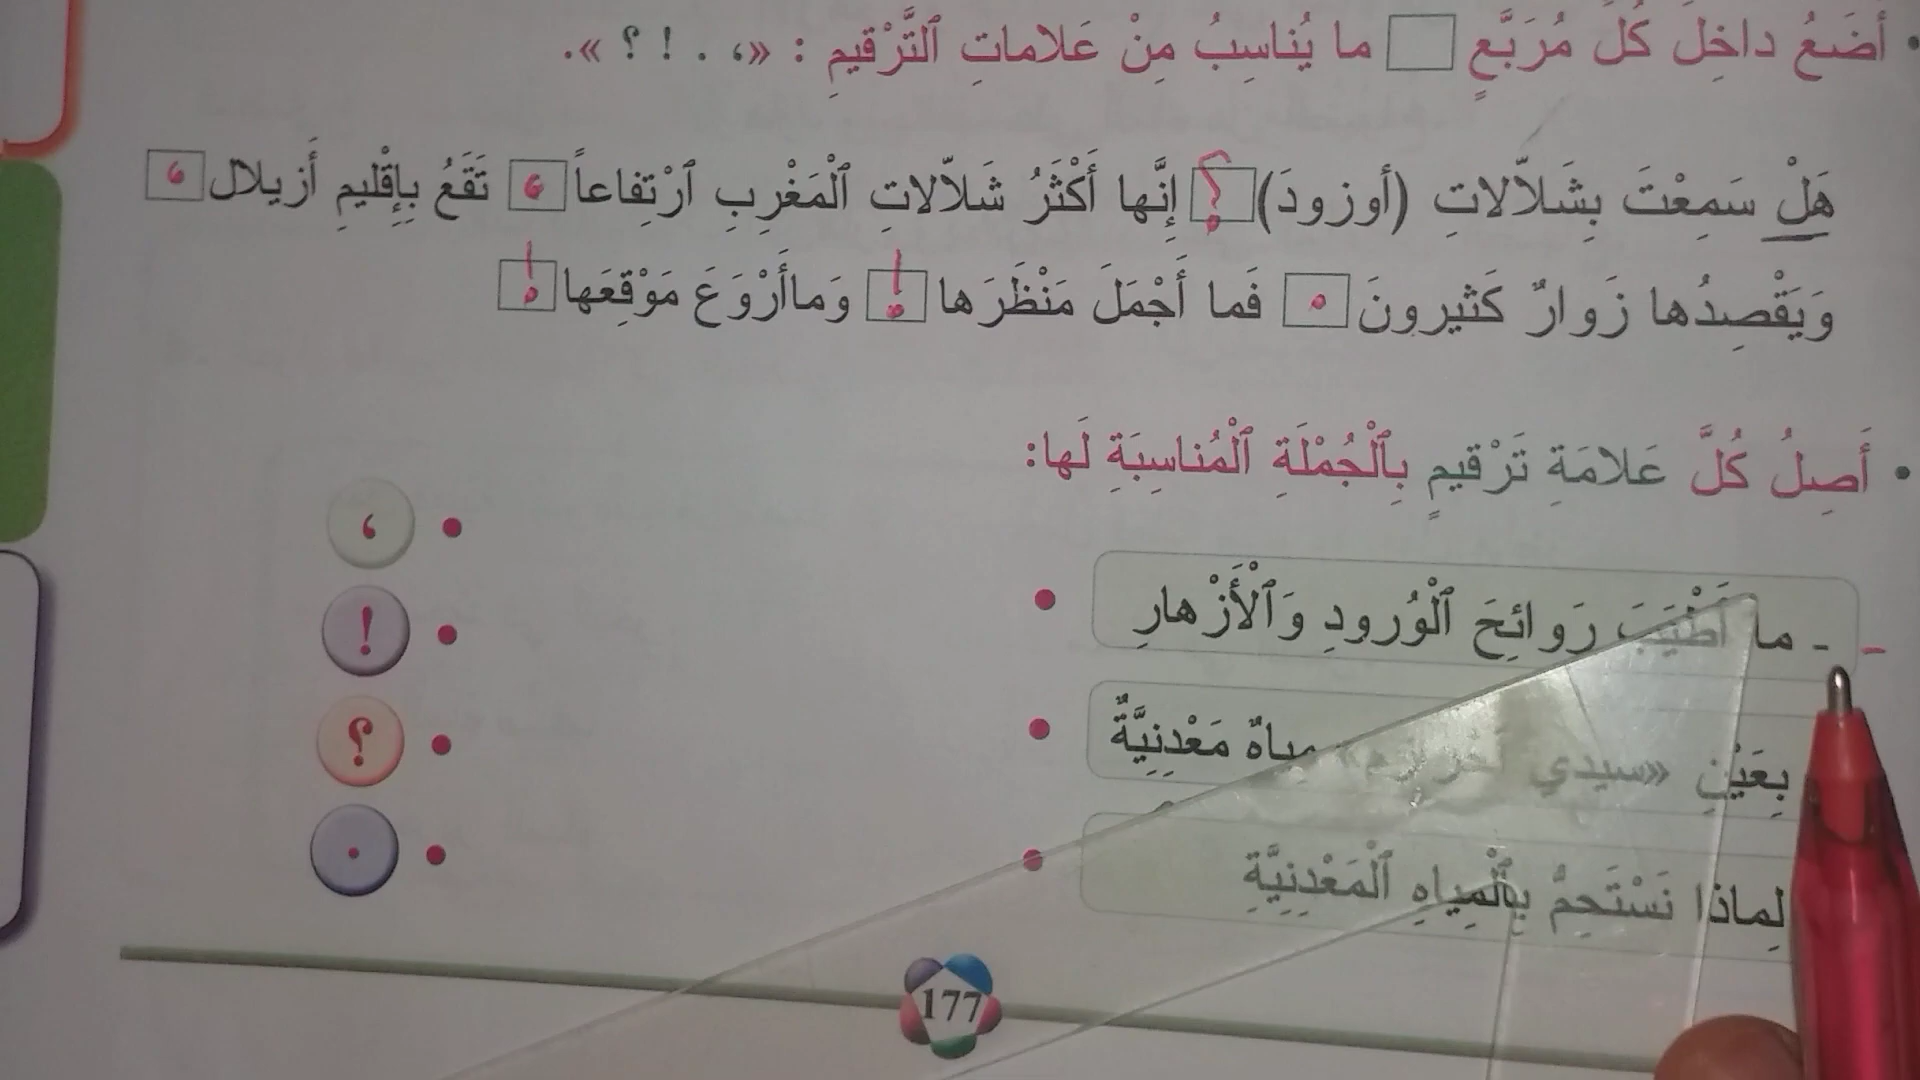 • أَضَعُ داخِلَ كُلِّ مُرَبَّعٍ □ ما يُناسِبُ مِنْ عَلاماتِ ٱلتَّرْقيمِ : «، . ! ؟ ».
هَلْ سَمِعْتَ بِشَلّالاتِ (أوزودَ) ؟ إِنَّها أَكْثَرُ شَلّالاتِ ٱلْمَغْرِبِ ٱرْتِفاعاً ، تَقَعُ بِإِقْليمِ أَزيلال ،
وَيَقْصِدُها زَوارٌ كَثيرونَ . فَما أَجْمَلَ مَنْظَرَها ! وَماأَرْوَعَ مَوْقِعَها !
• أَصِلُ كُلَّ عَلامَةِ تَرْقيمٍ بِٱلْجُمْلَةِ ٱلْمُناسِبَةِ لَها:
- ما أَطْيَبَ رَوائِحَ ٱلْوُرودِ وَٱلْأَزْهارِ
بِعَيْنِ «سيدي مِياهٌ مَعْدِنِيَّةٌ
لِماذا نَسْتَحِمُّ بِٱلْمِياهِ ٱلْمَعْدِنِيَّةِ
،
!
؟
.
177